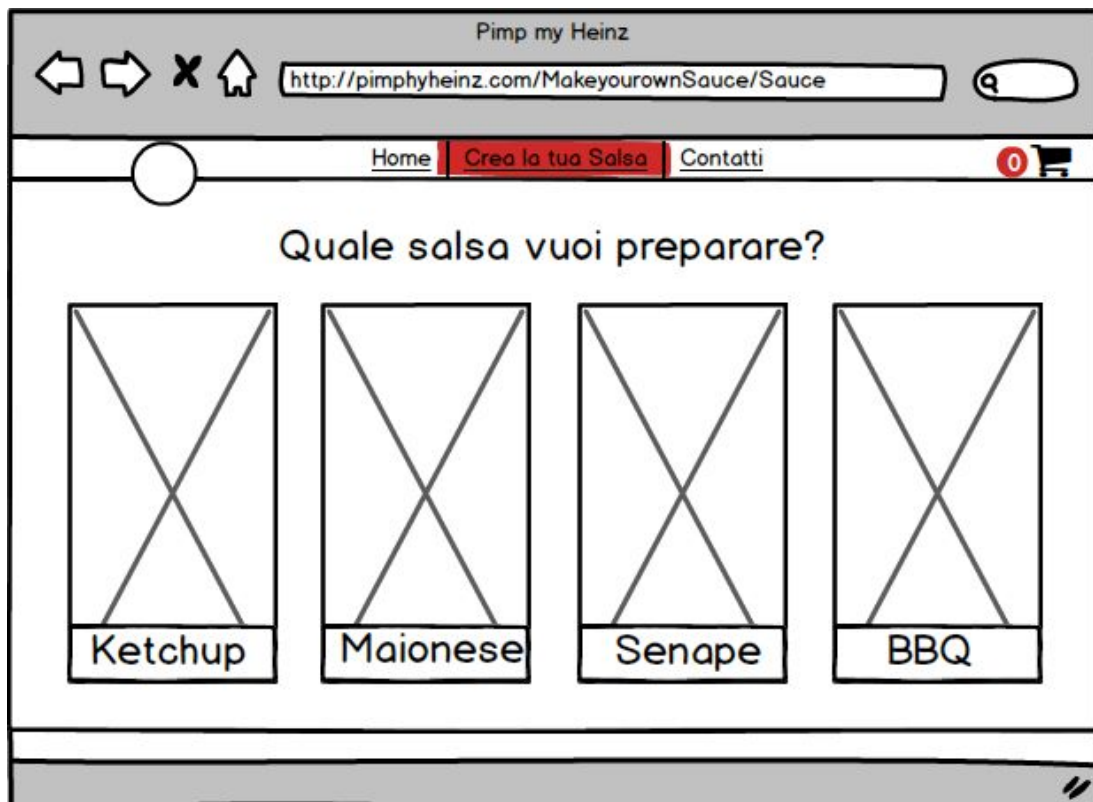 Pimp my Heinz
http://pimphyheinz.com/MakeyourownSauce/Sauce
Home Crea la tua Salsa Contatti 0
Quale salsa vuoi preparare?
Ketchup Maionese Senape BBQ